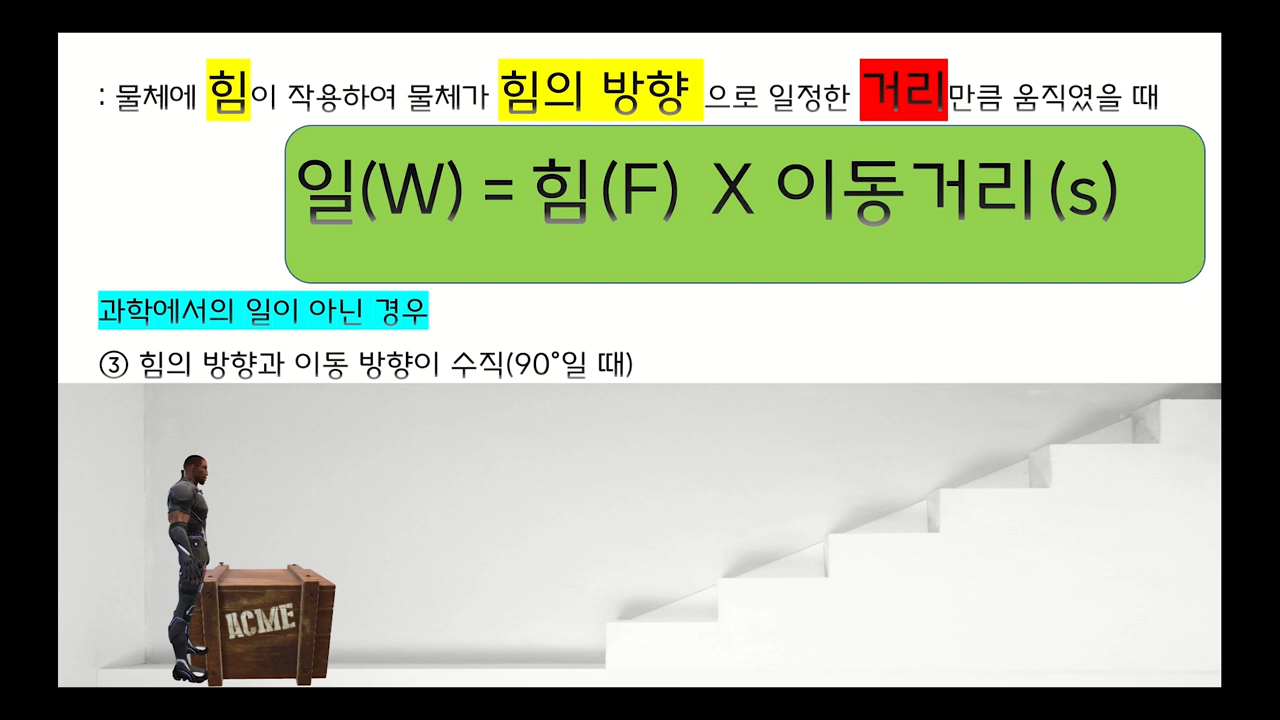 : 물체에 힘이 작용하여 물체가 힘의 방향 으로 일정한 거리만큼 움직였을 때
일(W) = 힘(F) X 이동거리(s)
과학에서의 일이 아닌 경우
③ 힘의 방향과 이동 방향이 수직(90°일 때)
ACME